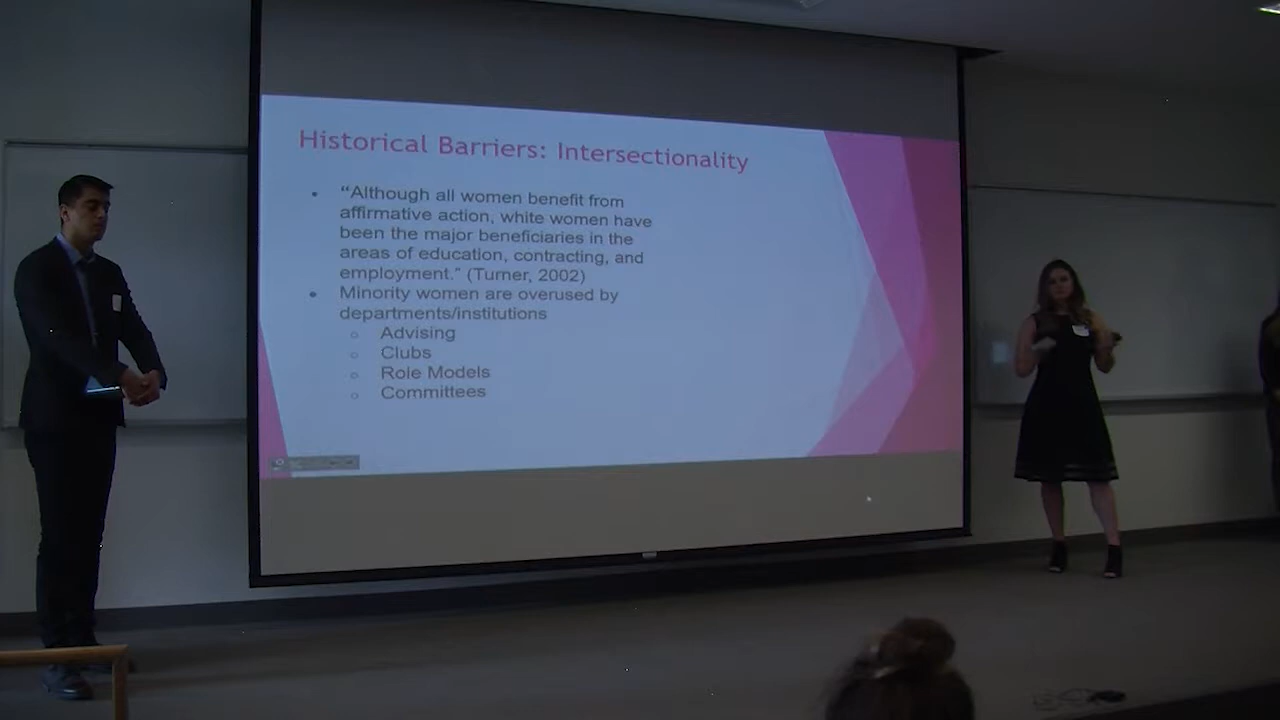 Historical Barriers: Intersectionality
• “Although all women benefit from
affirmative action, white women have
been the major beneficiaries in the
areas of education, contracting, and
employment.” (Turner, 2002)
• Minority women are overused by
departments/institutions
○ Advising
○ Clubs
○ Role Models
○ Committees